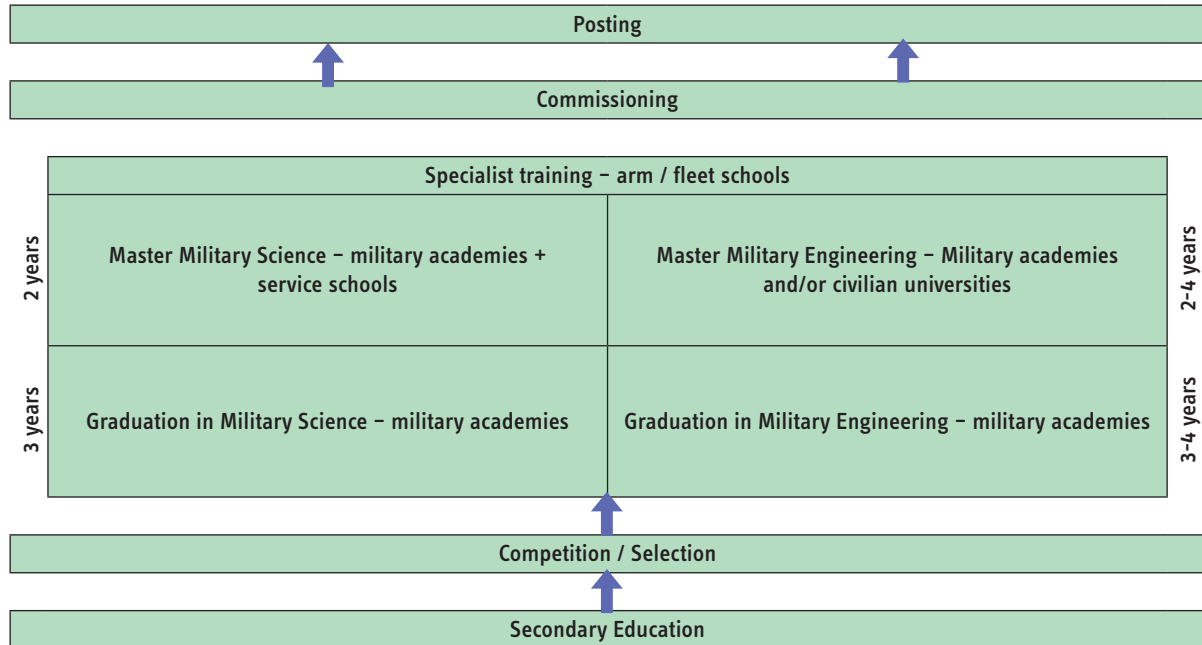 Posting
Commissioning
Specialist training – arm / fleet schools
2 years
Master Military Science – military academies +
service schools
Master Military Engineering – Military academies
and/or civilian universities
2-4 years
3 years
Graduation in Military Science – military academies
Graduation in Military Engineering – military academies
3-4 years
Competition / Selection
Secondary Education